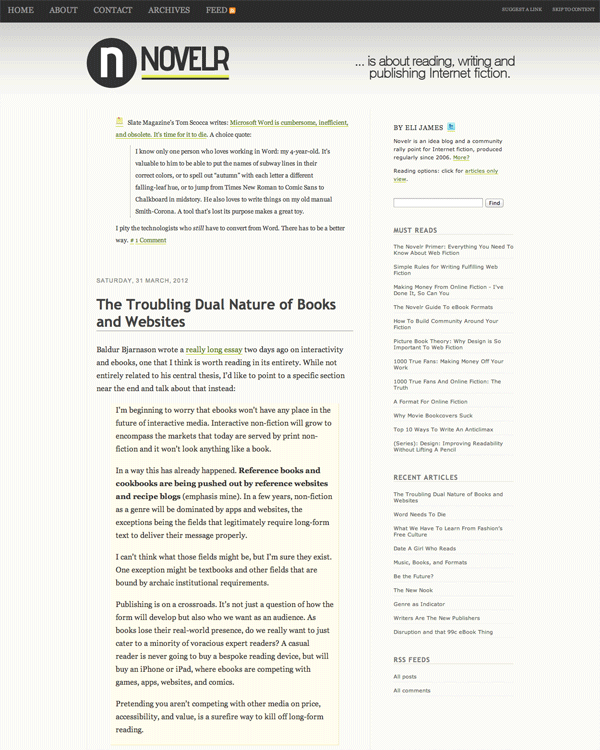 HOME ABOUT CONTACT ARCHIVES FEED
SUGGEST A LINK SKIP TO CONTENT
n NOVELR
... is about reading, writing and
publishing Internet fiction.
Slate Magazine's Tom Scocca writes: Microsoft Word is cumbersome, inefficient,
and obsolete. It's time for it to die. A choice quote:
I know only one person who loves working in Word: my 4-year-old. It's
valuable to him to be able to put the names of subway lines in their
correct colors, or to spell out "autumn" with each letter a different
falling-leaf hue, or to jump from Times New Roman to Comic Sans to
Chalkboard in midstory. He also loves to write things on my old manual
Smith-Corona. A tool that's lost its purpose makes a great toy.
I pity the technologists who still have to convert from Word. There has to be a better
way. # 1 Comment
SATURDAY, 31 MARCH, 2012
The Troubling Dual Nature of Books
and Websites
Baldur Bjarnason wrote a really long essay two days ago on interactivity
and ebooks, one that I think is worth reading in its entirety. While not
entirely related to his central thesis, I'd like to point to a specific section
near the end and talk about that instead:
I'm beginning to worry that ebooks won't have any place in the
future of interactive media. Interactive non-fiction will grow to
encompass the markets that today are served by print non-
fiction and it won't look anything like a book.
In a way this has already happened. Reference books and
cookbooks are being pushed out by reference websites
and recipe blogs (emphasis mine). In a few years, non-fiction
as a genre will be dominated by apps and websites, the
exceptions being the fields that legitimately require long-form
text to deliver their message properly.
I can't think what those fields might be, but I'm sure they exist.
One exception might be textbooks and other fields that are
bound by archaic institutional requirements.
Publishing is on a crossroads. It's not just a question of how the
form will develop but also who we want as an audience. As
books lose their real-world presence, do we really want to just
cater to a minority of voracious expert readers? A casual
reader is never going to buy a bespoke reading device, but will
buy an iPhone or iPad, where ebooks are competing with
games, apps, websites, and comics.
Pretending you aren't competing with other media on price,
accessibility, and value, is a surefire way to kill off long-form
reading.
BY ELI JAMES
Novelr is an idea blog and a community
rally point for Internet fiction, produced
regularly since 2006. More?
Reading options: click for articles only
view.
Find
MUST READS
The Novelr Primer: Everything You Need To
Know About Web Fiction
Simple Rules for Writing Fulfilling Web
Fiction
Making Money From Online Fiction - I've
Done It, So Can You
The Novelr Guide To eBook Formats
How To Build Community Around Your
Fiction
Picture Book Theory: Why Design is So
Important To Web Fiction
1000 True Fans: Making Money Off Your
Work
1000 True Fans And Online Fiction: The
Truth
A Format For Online Fiction
Why Movie Bookcovers Suck
Top 10 Ways To Write An Anticlimax
(Series): Design: Improving Readability
Without Lifting A Pencil
RECENT ARTICLES
The Troubling Dual Nature of Books and
Websites
Word Needs To Die
What We Have To Learn From Fashion's
Free Culture
Date A Girl Who Reads
Music, Books, and Formats
Be the Future?
The New Nook
Genre as Indicator
Writers Are The New Publishers
Disruption and that 99c eBook Thing
RSS FEEDS
All posts
All comments